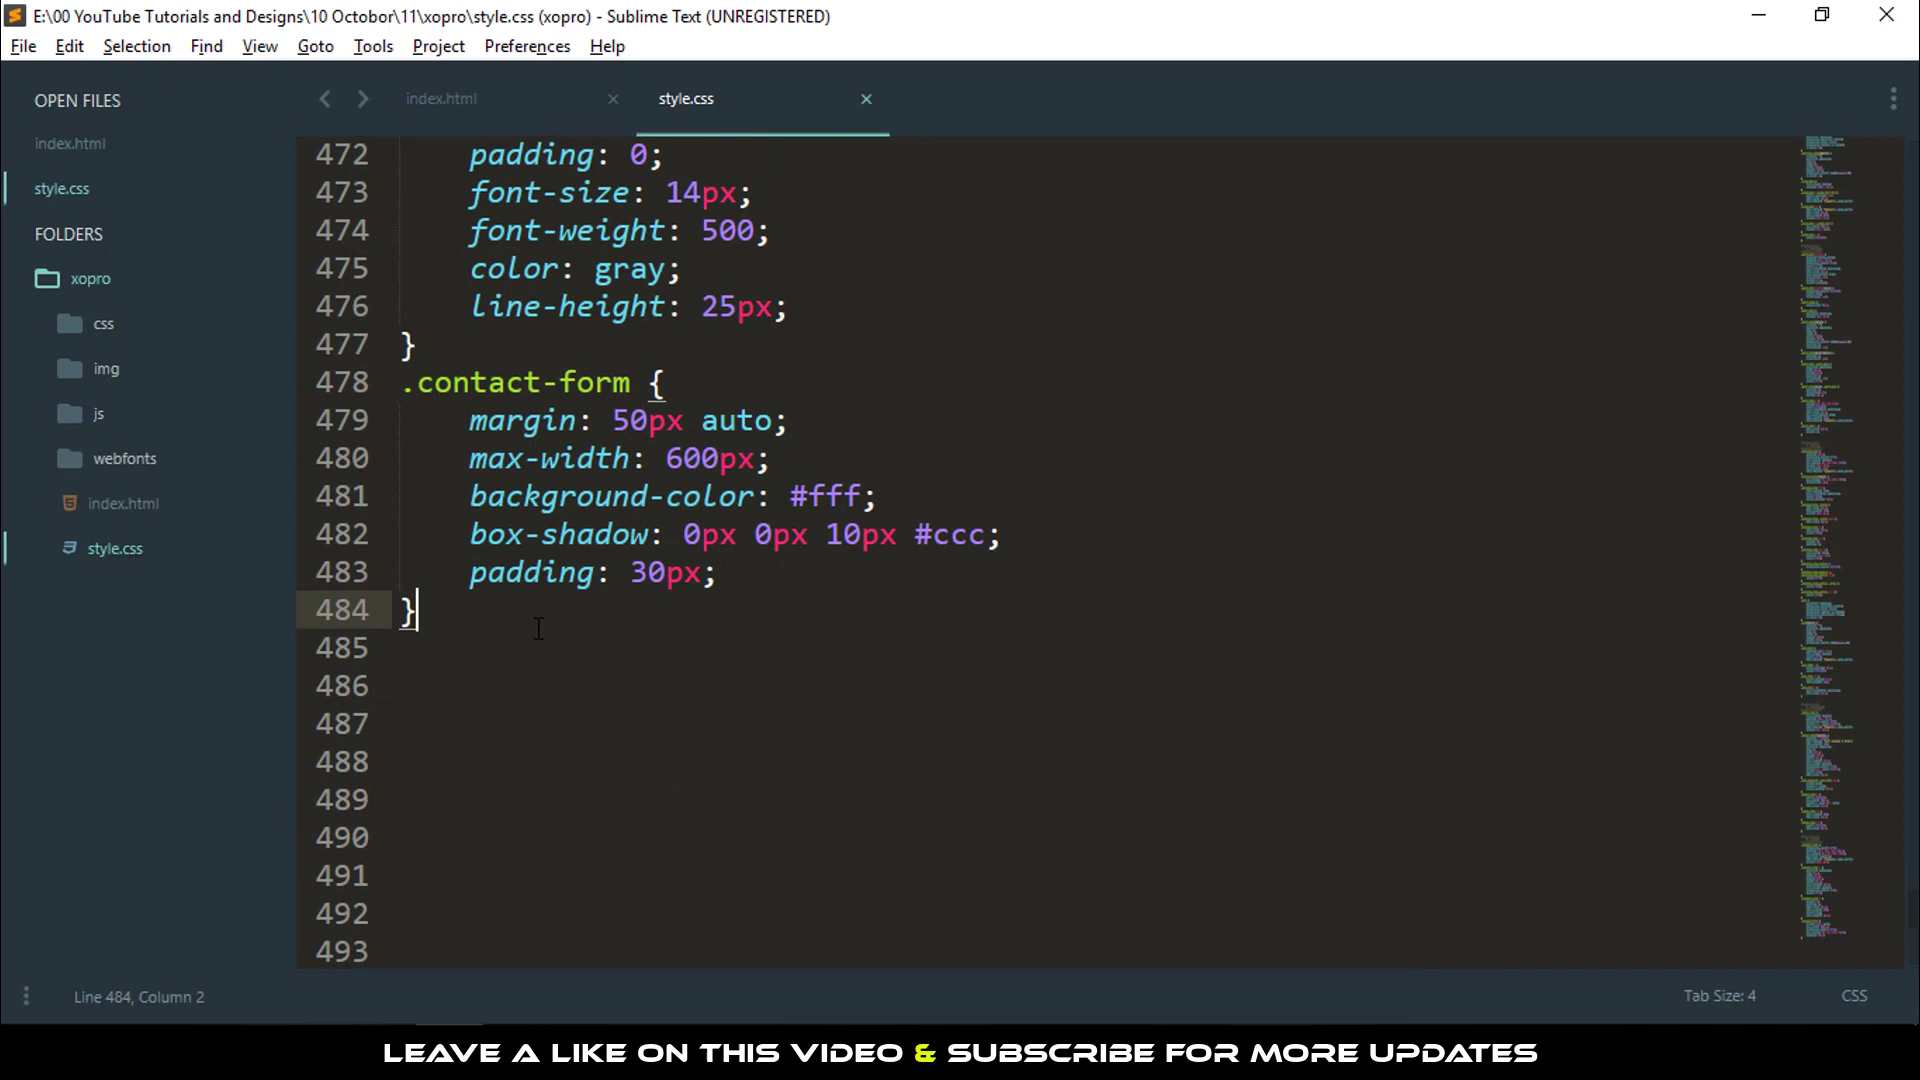 E:\00 YouTube Tutorials and Designs\10 Octobor\11\xopro\style.css (xopro) - Sublime Text (UNREGISTERED)
File Edit Selection Find View Goto Tools Project Preferences Help
OPEN FILES
index.html
style.css
FOLDERS
xopro
css
img
js
webfonts
index.html
style.css
index.html
style.css
472 padding: 0;
473 font-size: 14px;
474 font-weight: 500;
475 color: gray;
476 line-height: 25px;
477 }
478 .contact-form {
479 margin: 50px auto;
480 max-width: 600px;
481 background-color: #fff;
482 box-shadow: 0px 0px 10px #ccc;
483 padding: 30px;
484 }
485
486
487
488
489
490
491
492
493
Line 484, Column 2
Tab Size: 4
CSS
LEAVE A LIKE ON THIS VIDEO & SUBSCRIBE FOR MORE UPDATES